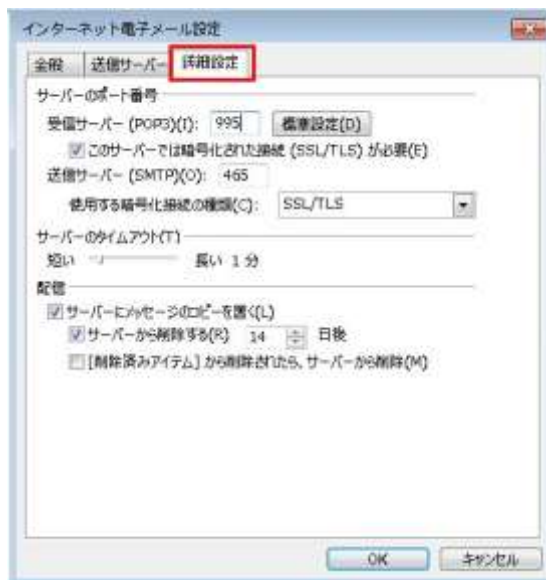 インターネット電子メール設定
全般 送信サーバー 詳細設定
サーバーのポート番号
受信サーバー (POP3)(I): 995 標準設定(D)
このサーバーでは暗号化された接続 (SSL/TLS) が必要(E)
送信サーバー (SMTP)(O): 465
使用する暗号化接続の種類(C): SSL/TLS
サーバーのタイムアウト(T)
短い 長い 1 分
配信
サーバーにメッセージのコピーを置く(L)
サーバーから削除する(R) 14 日後
[削除済みアイテム] から削除されたら、サーバーから削除(M)
OK キャンセル